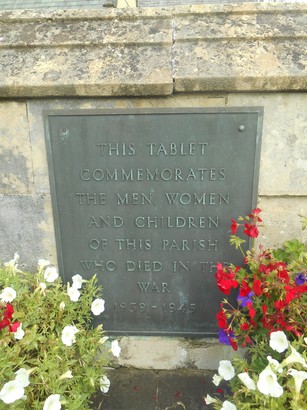 THIS TABLET
COMMEMORATES
THE MEN, WOMEN
AND CHILDREN
OF THIS PARISH
WHO DIED IN THE
WAR
1939-1945